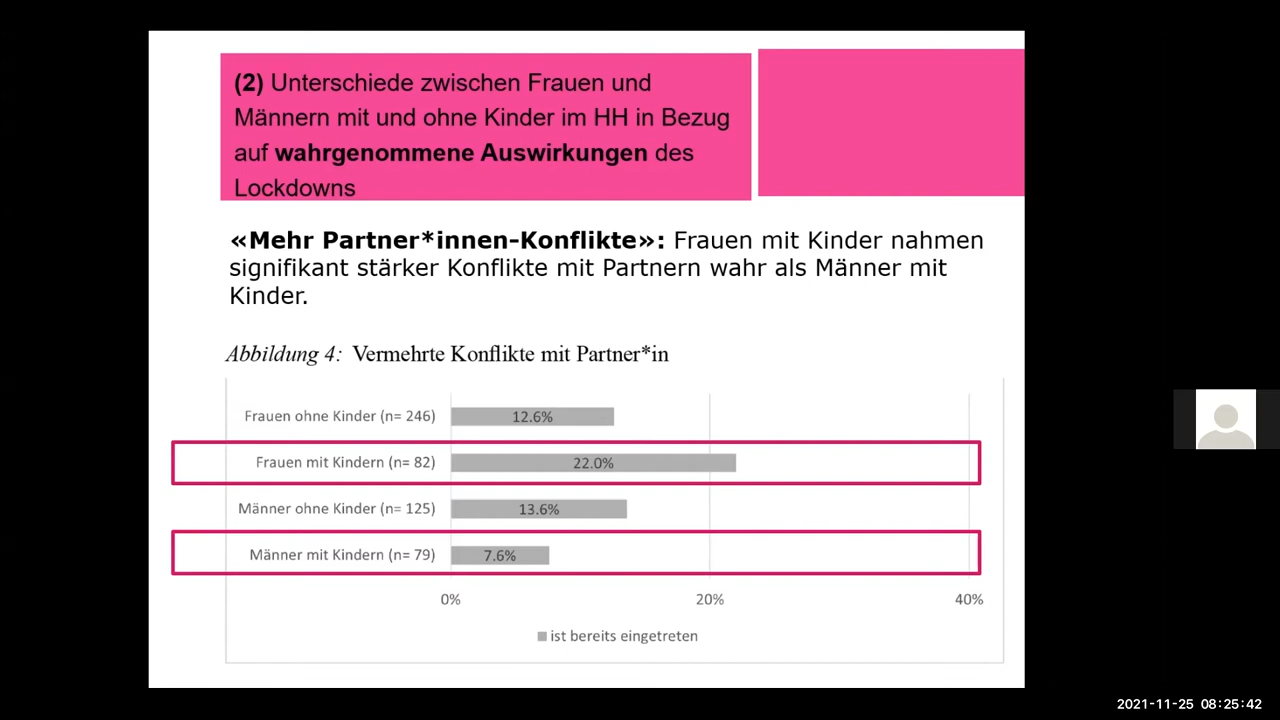 (2) Unterschiede zwischen Frauen und
Männern mit und ohne Kinder im HH in Bezug
auf wahrgenommene Auswirkungen des
Lockdowns
«Mehr Partner*innen-Konflikte»: Frauen mit Kinder nahmen
signifikant stärker Konflikte mit Partnern wahr als Männer mit
Kinder.
Abbildung 4: Vermehrte Konflikte mit Partner*in
Frauen ohne Kinder (n= 246) 12.6%
Frauen mit Kindern (n= 82) 22.0%
Männer ohne Kinder (n= 125) 13.6%
Männer mit Kindern (n= 79) 7.6%
0% 20% 40%
ist bereits eingetreten
2021-11-25 08:25:42